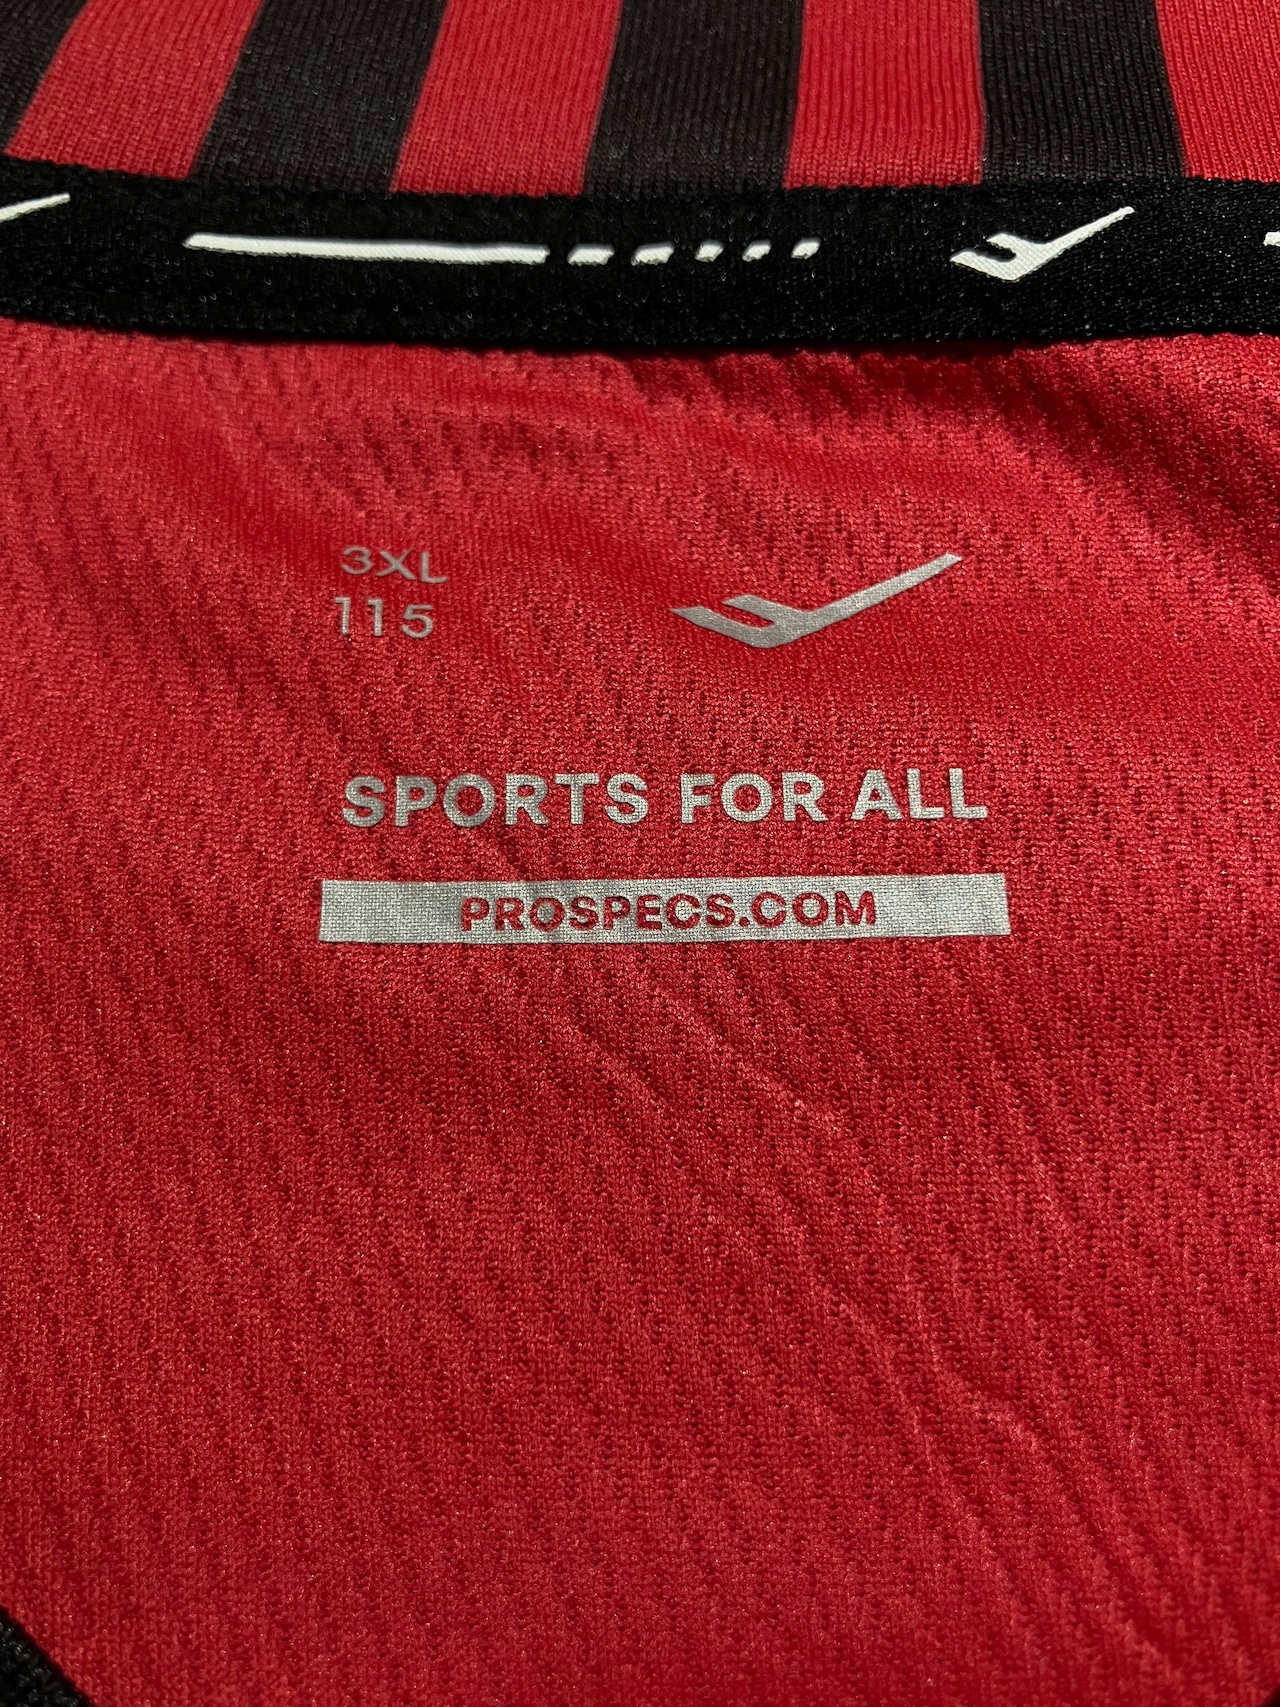 3XL
115
SPORTS FOR ALL
PROSPECS.COM